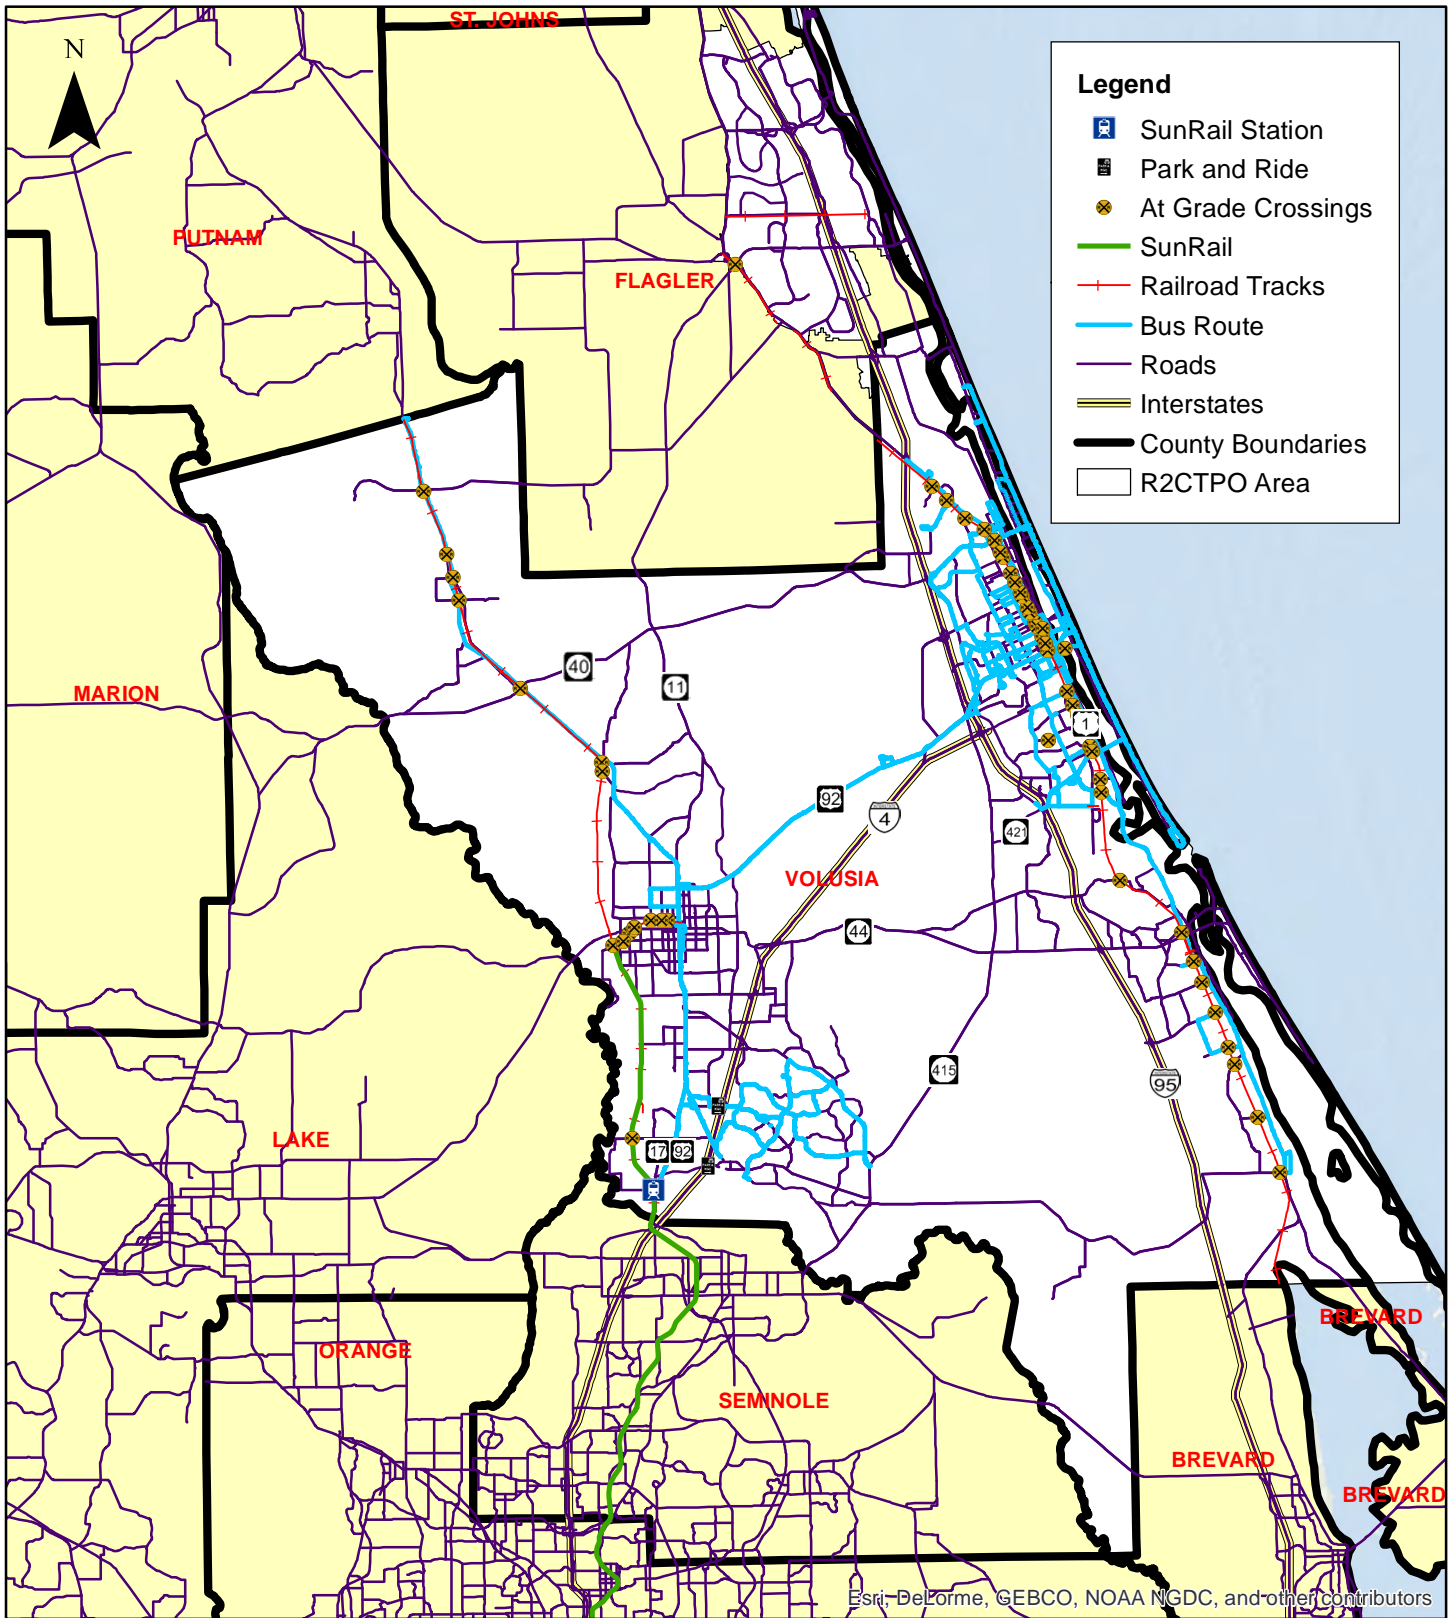 ST. JOHNS
N
Legend
SunRail Station
Park and Ride
At Grade Crossings
SunRail
Railroad Tracks
Bus Route
Roads
Interstates
County Boundaries
R2CTPO Area
PUTNAM
FLAGLER
MARION
40
11
1
92
4
421
VOLUSIA
44
415
95
LAKE
17
92
BREVARD
ORANGE
SEMINOLE
BREVARD
BREVARD
Esri, DeLorme, GEBCO, NOAA NGDC, and other contributors